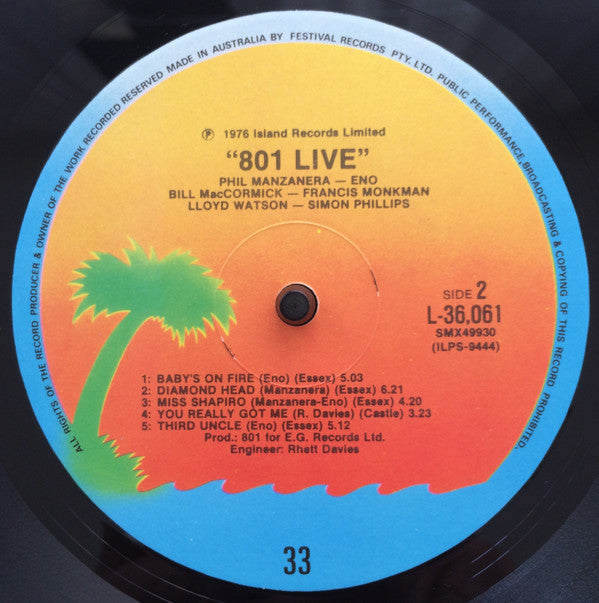 ALL RIGHTS OF THE RECORD PRODUCER & OWNER OF THE WORK RECORDED RESERVED MADE IN AUSTRALIA BY FESTIVAL RECORDS PTY. LTD. PUBLIC PERFORMANCE, BROADCASTING & COPYING OF THIS RECORD PROHIBITED.
℗ 1976 Island Records Limited
"801 LIVE"
PHIL MANZANERA — ENO
BILL MacCORMICK — FRANCIS MONKMAN
LLOYD WATSON — SIMON PHILLIPS
SIDE 2
L-36,061
SMX49930
(ILPS-9444)
1: BABY'S ON FIRE (Eno) (Essex) 5.03
2: DIAMOND HEAD (Manzanera) (Essex) 6.21
3: MISS SHAPIRO (Manzanera-Eno) (Essex) 4.20
4: YOU REALLY GOT ME (R. Davies) (Castle) 3.23
5: THIRD UNCLE (Eno) (Essex) 5.12
Prod.: 801 for E.G. Records Ltd.
Engineer: Rhett Davies
33